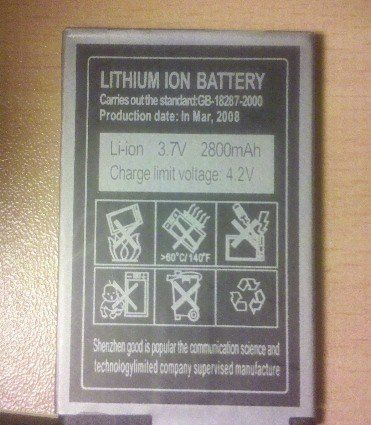 LITHIUM ION BATTERY
Carries out the standard:GB-18287-2000
Production date: In Mar, 2008
Li-ion 3.7V 2800mAh
Charge limit voltage: 4.2V
>60°C/140°F
Shenzhen good is popular the communication science and
technologylimited company supervised manufacture